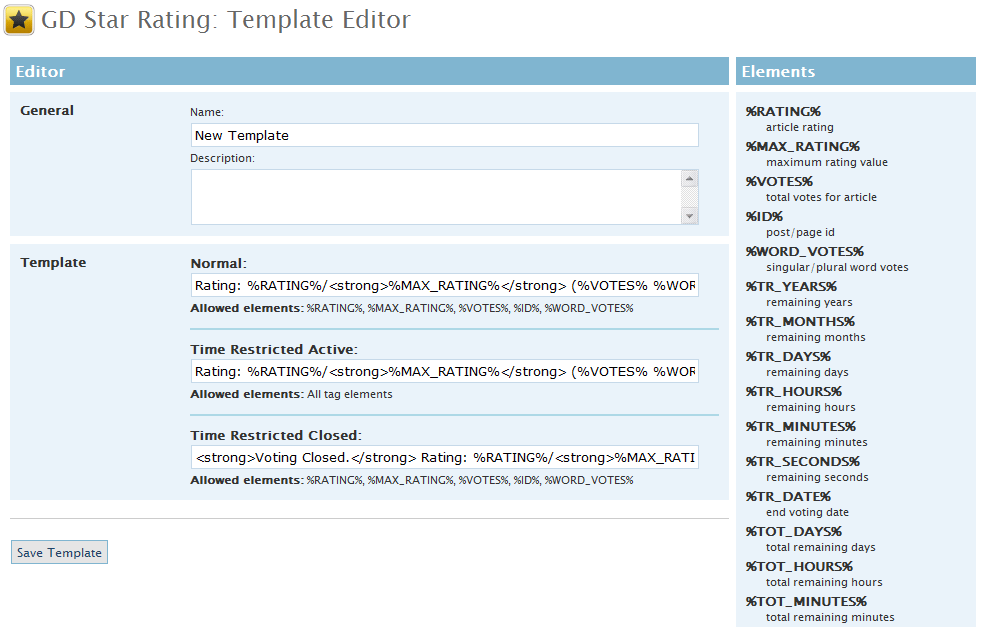 GD Star Rating: Template Editor
Editor
General
Name:
New Template
Description:
Template
Normal:
Rating: %RATING%/<strong>%MAX_RATING%</strong> (%VOTES% %WOR
Allowed elements: %RATING%, %MAX_RATING%, %VOTES%, %ID%, %WORD_VOTES%
Time Restricted Active:
Rating: %RATING%/<strong>%MAX_RATING%</strong> (%VOTES% %WOR
Allowed elements: All tag elements
Time Restricted Closed:
<strong>Voting Closed.</strong> Rating: %RATING%/<strong>%MAX_RATI
Allowed elements: %RATING%, %MAX_RATING%, %VOTES%, %ID%, %WORD_VOTES%
Save Template
Elements
%RATING%
article rating
%MAX_RATING%
maximum rating value
%VOTES%
total votes for article
%ID%
post/page id
%WORD_VOTES%
singular/plural word votes
%TR_YEARS%
remaining years
%TR_MONTHS%
remaining months
%TR_DAYS%
remaining days
%TR_HOURS%
remaining hours
%TR_MINUTES%
remaining minutes
%TR_SECONDS%
remaining seconds
%TR_DATE%
end voting date
%TOT_DAYS%
total remaining days
%TOT_HOURS%
total remaining hours
%TOT_MINUTES%
total remaining minutes